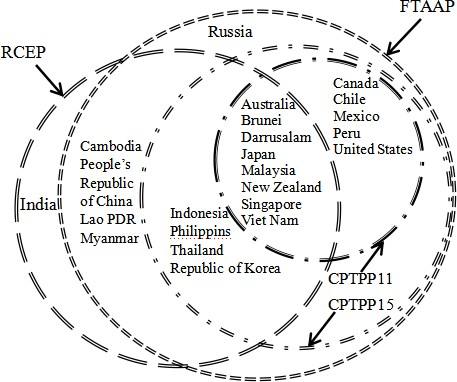 FTAAP
Russia
RCEP
Canada
Chile
Mexico
Peru
United States
Australia
Brunei
Darrusalam
Japan
Malaysia
New Zealand
Singapore
Viet Nam
Cambodia
People's
Republic
of China
Lao PDR
Myanmar
India
Indonesia
Philippins
Thailand
Republic of Korea
CPTPP11
CPTPP15